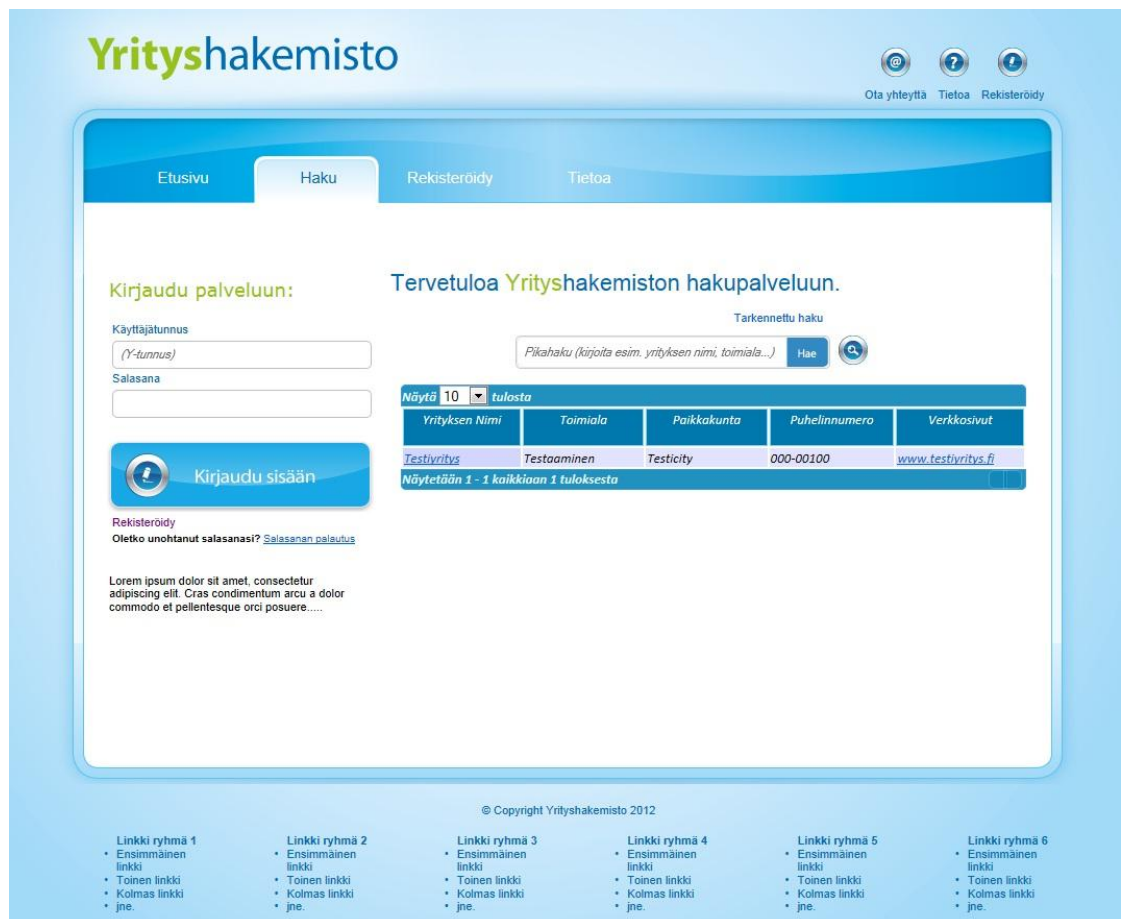 Yrityshakemisto
Ota yhteyttä Tietoa Rekisteröidy
Etusivu Haku Rekisteröidy Tietoa
Kirjaudu palveluun:
Käyttäjätunnus
(Y-tunnus)
Salasana
Kirjaudu sisään
Rekisteröidy
Oletko unohtanut salasanasi? Salasanan palautus
Lorem ipsum dolor sit amet, consectetur
adipiscing elit. Cras condimentum arcu a dolor
commodo et pellentesque orci posuere.....
Tervetuloa Yrityshakemiston hakupalveluun.
Tarkennettu haku
Pikahaku (kirjoita esim. yrityksen nimi, toimiala...) Hae
Näytä 10 tulosta
Yrityksen Nimi Toimiala Paikkakunta Puhelinnumero Verkkosivut
Testiyritys Testaaminen Testicity 000-00100 www.testiyritys.fi
Näytetään 1 - 1 kaikkiaan 1 tuloksesta
© Copyright Yrityshakemisto 2012
Linkki ryhmä 1
• Ensimmäinen
linkki
• Toinen linkki
• Kolmas linkki
• jne.
Linkki ryhmä 2
• Ensimmäinen
linkki
• Toinen linkki
• Kolmas linkki
• jne.
Linkki ryhmä 3
• Ensimmäinen
linkki
• Toinen linkki
• Kolmas linkki
• jne.
Linkki ryhmä 4
• Ensimmäinen
linkki
• Toinen linkki
• Kolmas linkki
• jne.
Linkki ryhmä 5
• Ensimmäinen
linkki
• Toinen linkki
• Kolmas linkki
• jne.
Linkki ryhmä 6
• Ensimmäinen
linkki
• Toinen linkki
• Kolmas linkki
• jne.